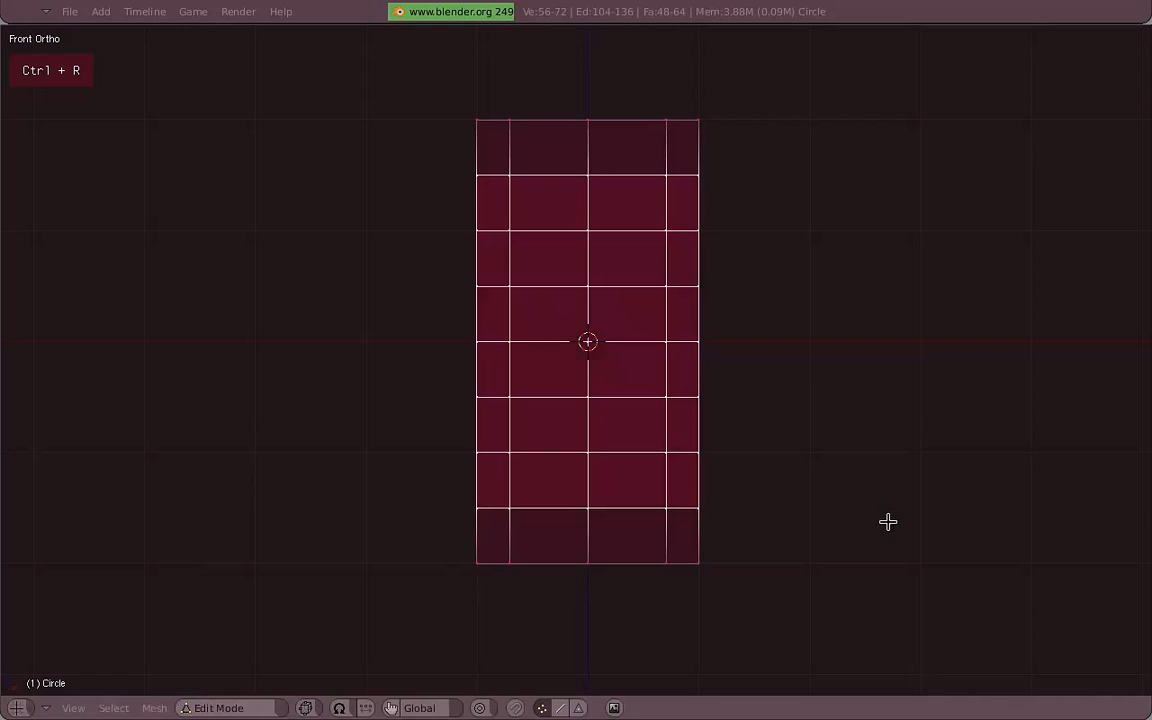 File Add Timeline Game Render Help www.blender.org 249 Ve:56-72 | Ed:104-136 | Fa:48-64 | Mem:3.88M (0.09M) Circle
Front Ortho
Ctrl + R
(1) Circle
View Select Mesh Edit Mode Global